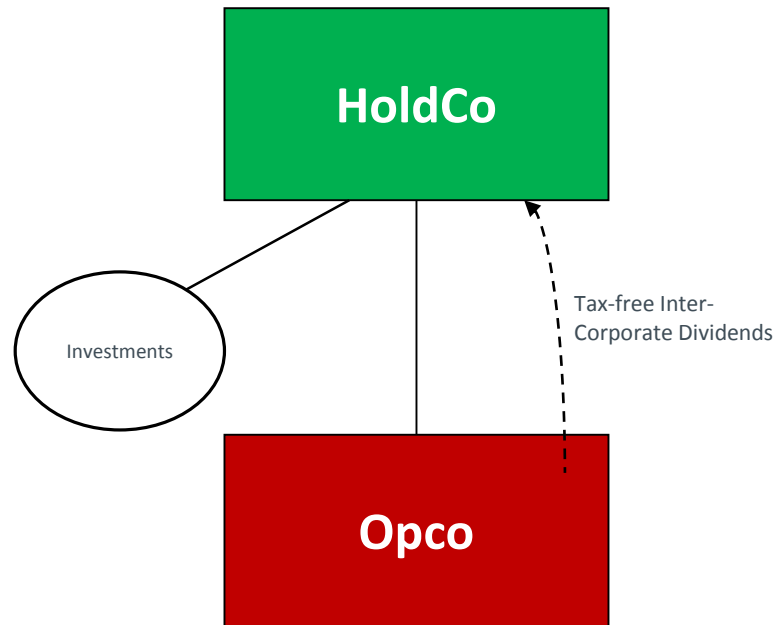 HoldCo
Tax-free Inter-
Corporate Dividends
Investments
Opco